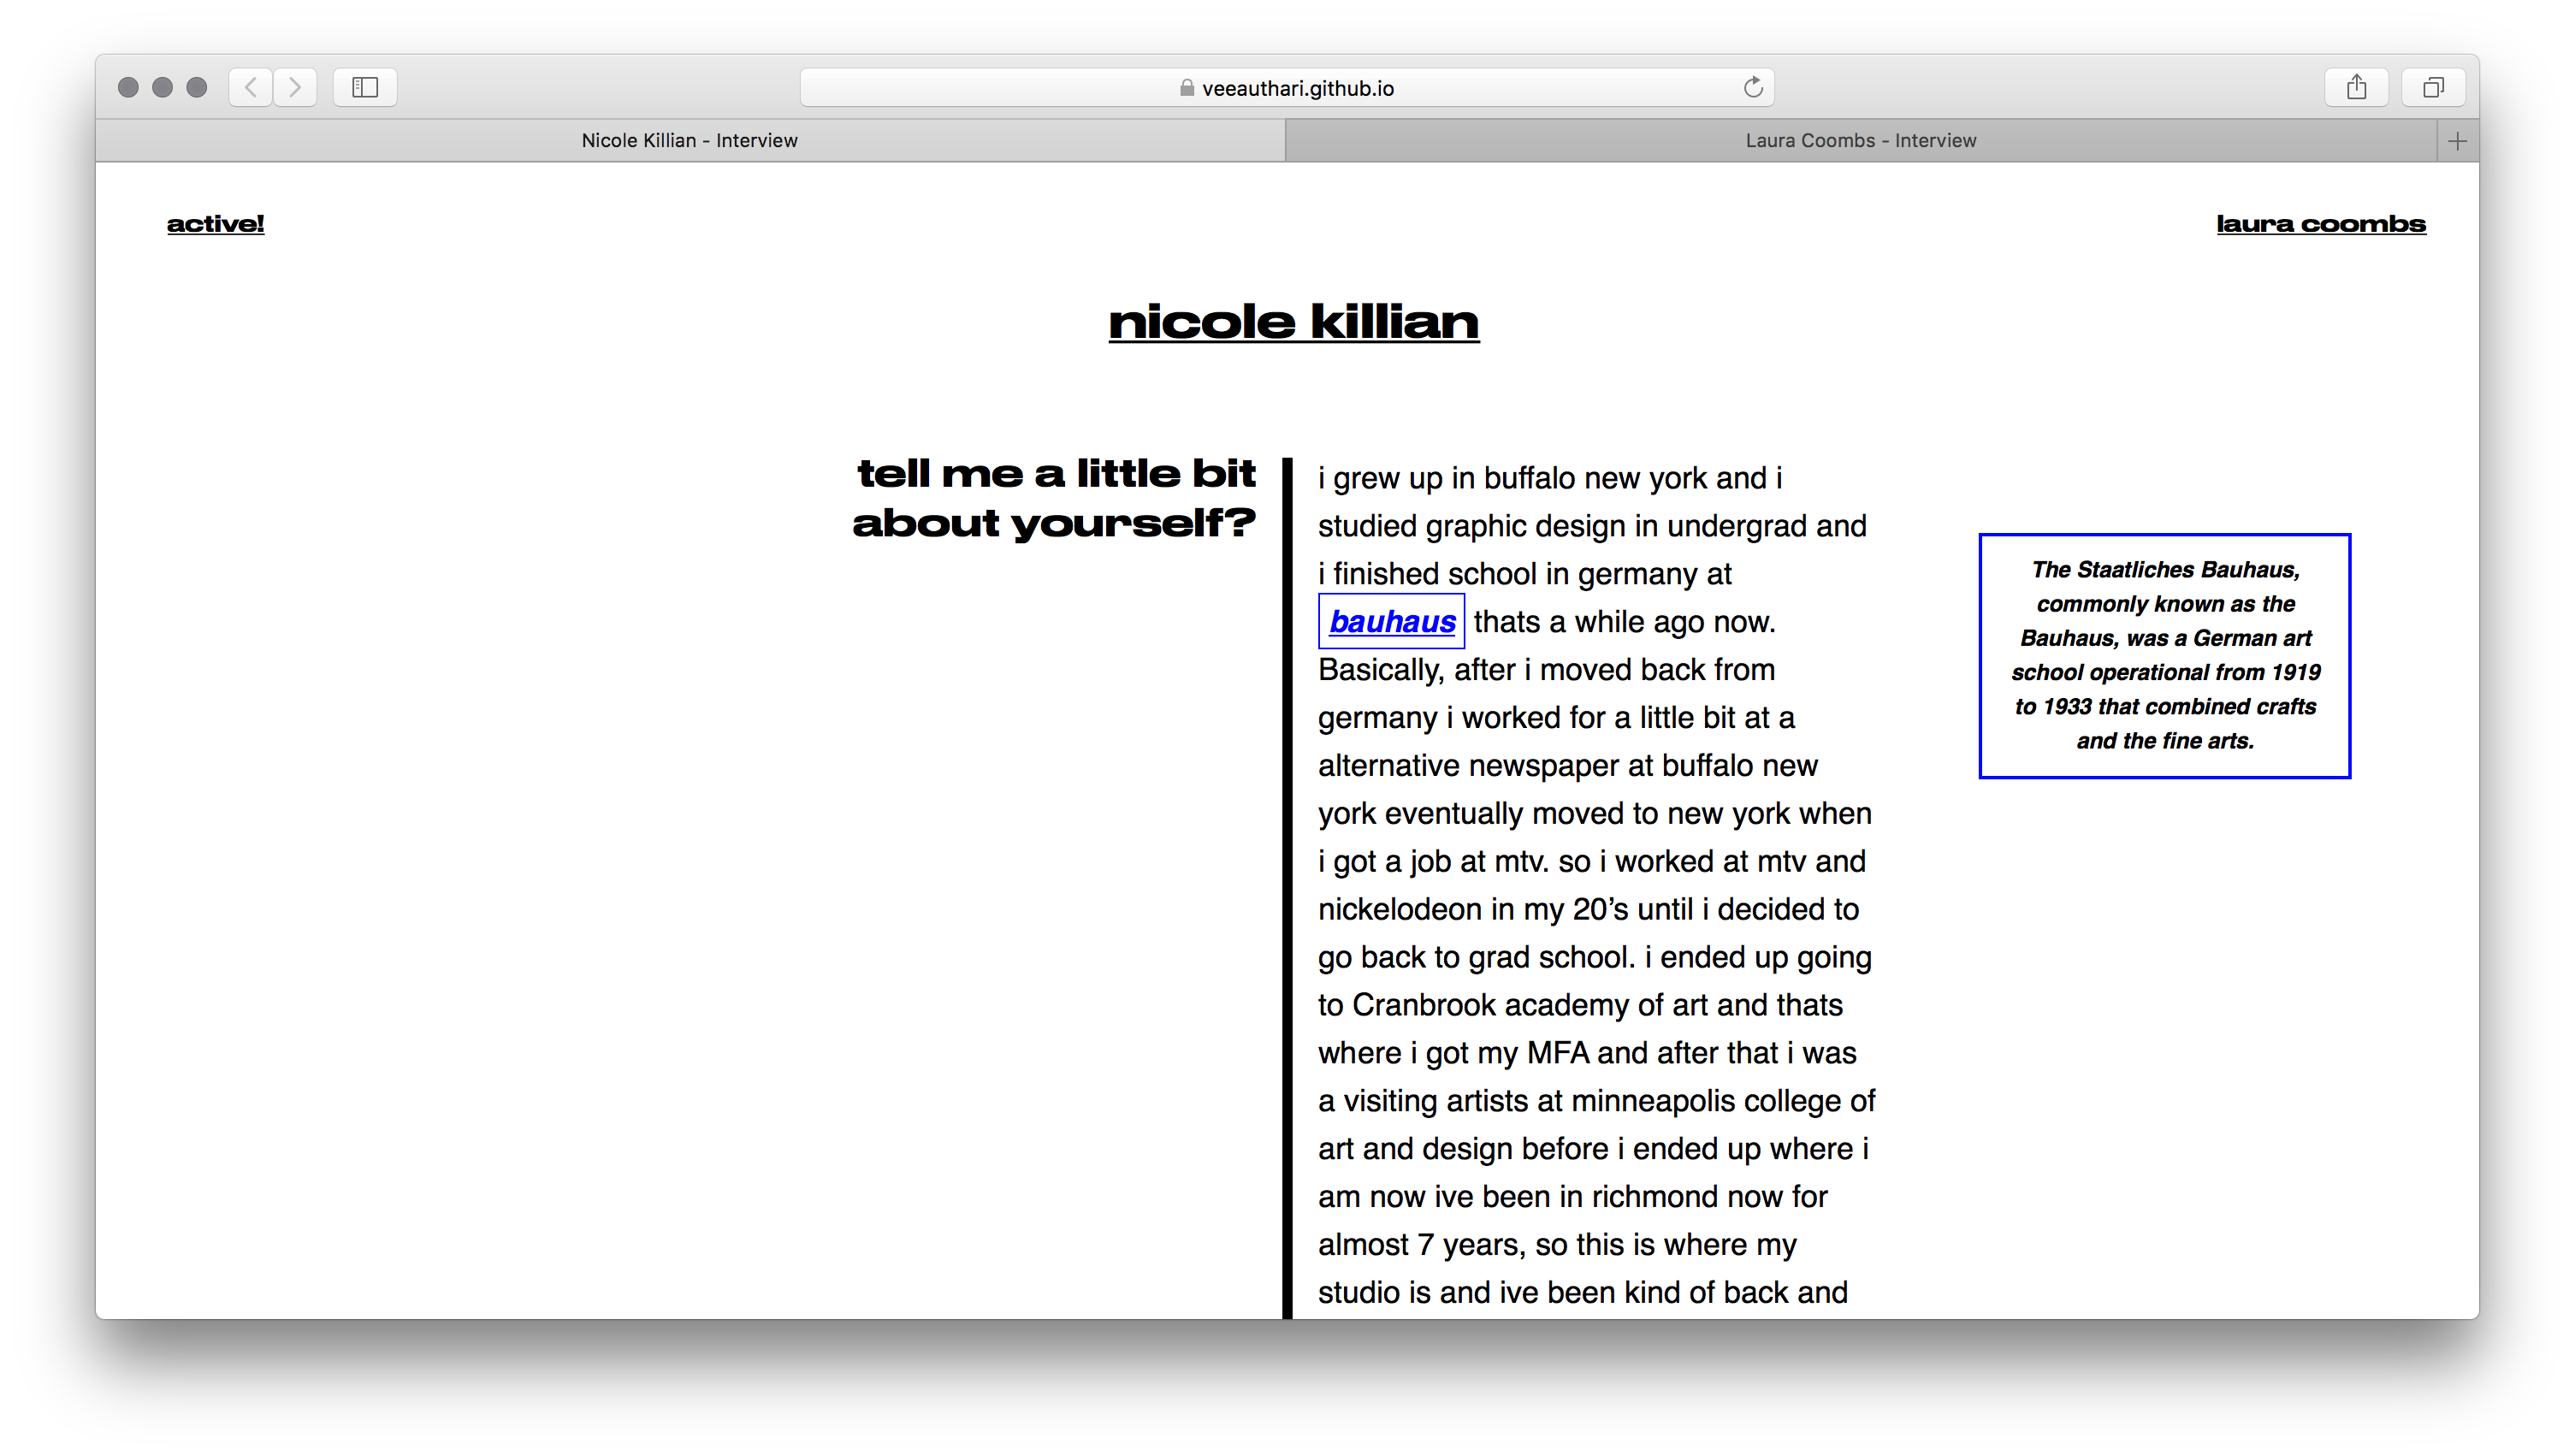 veeauthari.github.io
Nicole Killian - Interview
Laura Coombs - Interview
active!
laura coombs
nicole killian
tell me a little bit
about yourself?
i grew up in buffalo new york and i
studied graphic design in undergrad and
i finished school in germany at
bauhaus thats a while ago now.
Basically, after i moved back from
germany i worked for a little bit at a
alternative newspaper at buffalo new
york eventually moved to new york when
i got a job at mtv. so i worked at mtv and
nickelodeon in my 20’s until i decided to
go back to grad school. i ended up going
to Cranbrook academy of art and thats
where i got my MFA and after that i was
a visiting artists at minneapolis college of
art and design before i ended up where i
am now ive been in richmond now for
almost 7 years, so this is where my
studio is and ive been kind of back and
The Staatliches Bauhaus,
commonly known as the
Bauhaus, was a German art
school operational from 1919
to 1933 that combined crafts
and the fine arts.